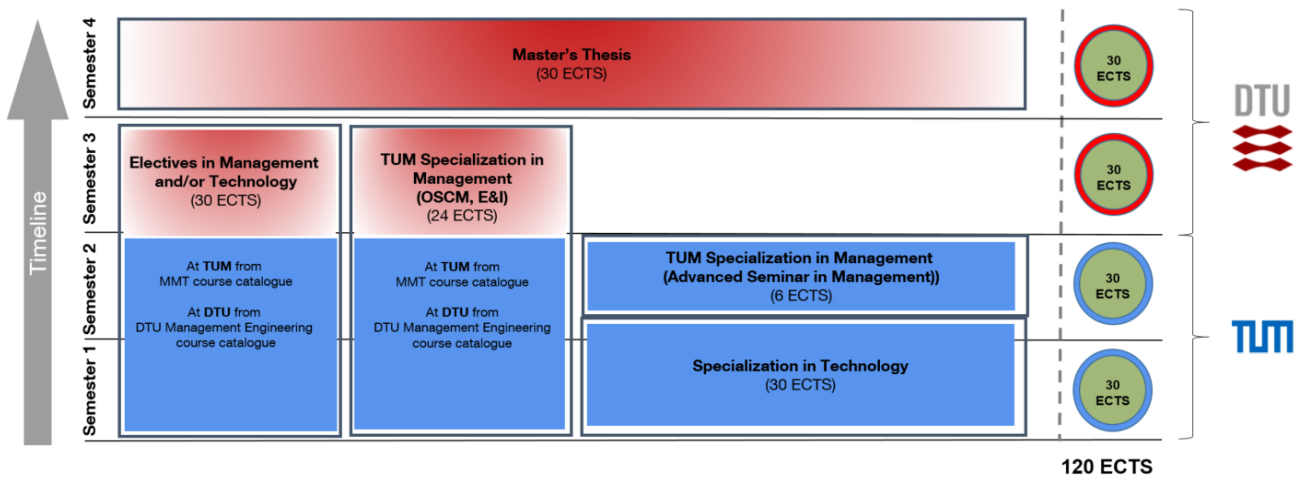 Timeline
Semester 4
Master's Thesis
(30 ECTS)
30
ECTS
Semester 3
Electives in Management
and/or Technology
(30 ECTS)
TUM Specialization in
Management
(OSCM, E&I)
(24 ECTS)
30
ECTS
DTU
Semester 2
At TUM from
MMT course catalogue
At DTU from
DTU Management Engineering
course catalogue
At TUM from
MMT course catalogue
At DTU from
DTU Management Engineering
course catalogue
TUM Specialization in Management
(Advanced Seminar in Management))
(6 ECTS)
30
ECTS
Semester 1
Specialization in Technology
(30 ECTS)
30
ECTS
TUM
120 ECTS